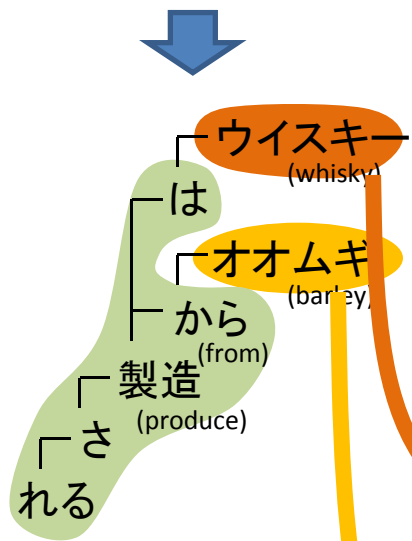 ウイスキー
(whisky)
は
オオムギ
(barley)
から
(from)
製造
(produce)
さ
れる